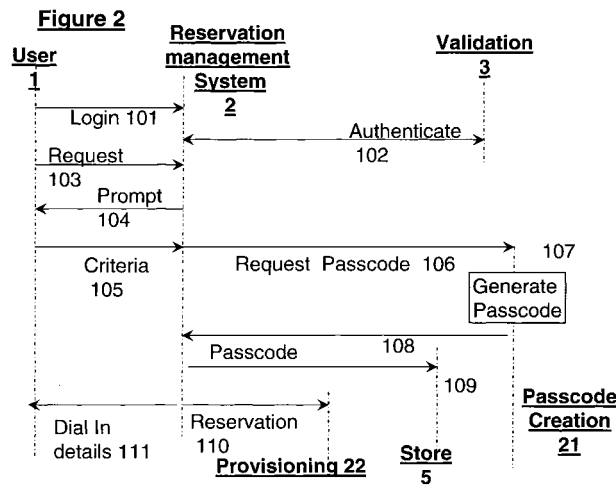 Figure 2
User
1
Reservation
management
System
2
Validation
3
Login 101
Authenticate
102
Request
103
Prompt
104
Criteria
105
Request Passcode 106
107
Generate
Passcode
108
Passcode
109
Dial In
details 111
Reservation
110
Provisioning 22
Store
5
Passcode
Creation
21